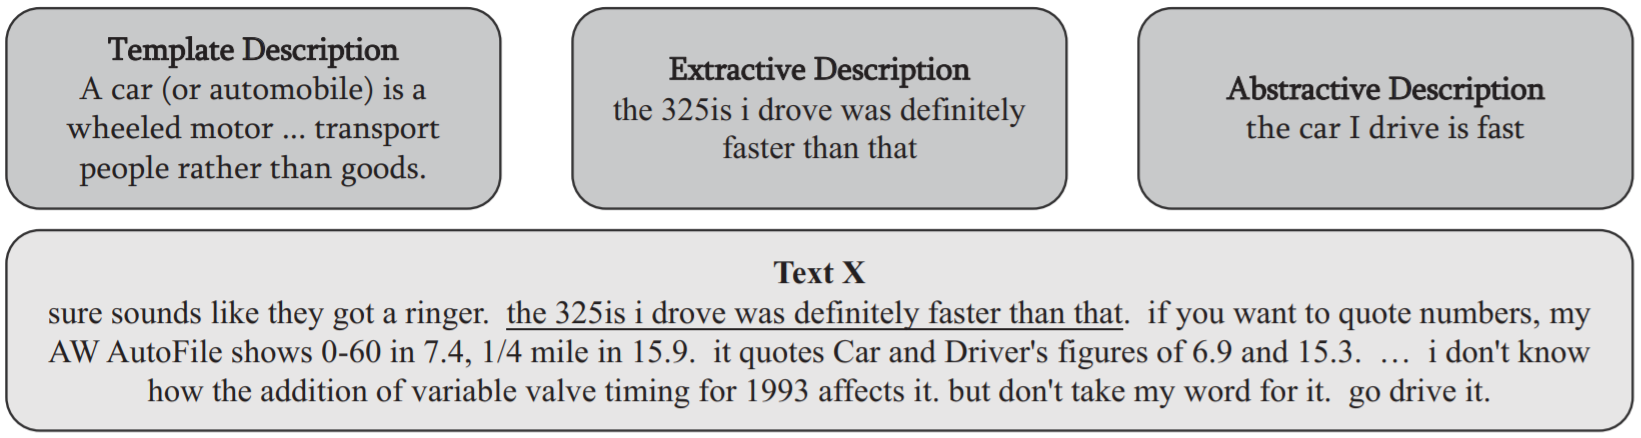 Template Description
A car (or automobile) is a
wheeled motor ... transport
people rather than goods.
Extractive Description
the 325is i drove was definitely
faster than that
Abstractive Description
the car I drive is fast
Text X
sure sounds like they got a ringer.  the 325is i drove was definitely faster than that.  if you want to quote numbers, my
AW AutoFile shows 0-60 in 7.4, 1/4 mile in 15.9.  it quotes Car and Driver's figures of 6.9 and 15.3.  ...  i don't know
how the addition of variable valve timing for 1993 affects it. but don't take my word for it.  go drive it.